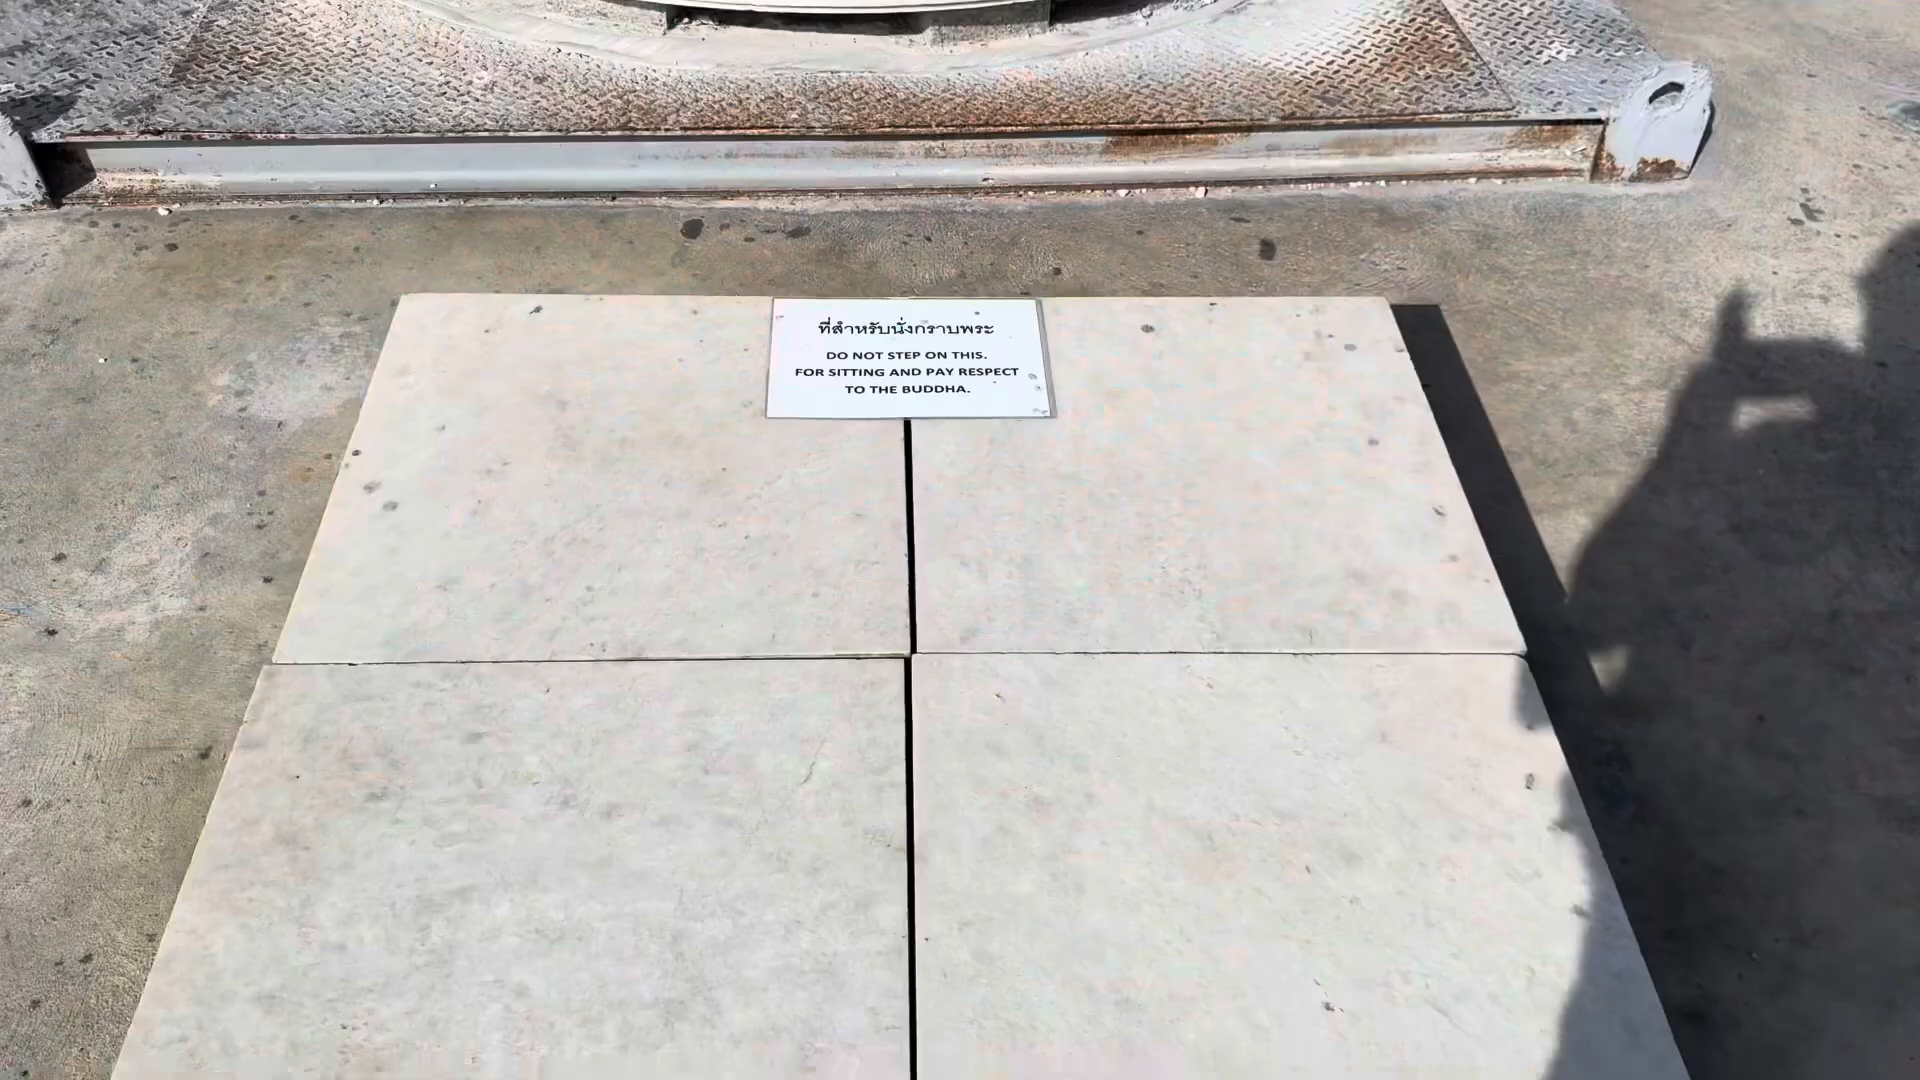 ที่สำหรับนั่งกราบพระ
DO NOT STEP ON THIS.
FOR SITTING AND PAY RESPECT
TO THE BUDDHA.